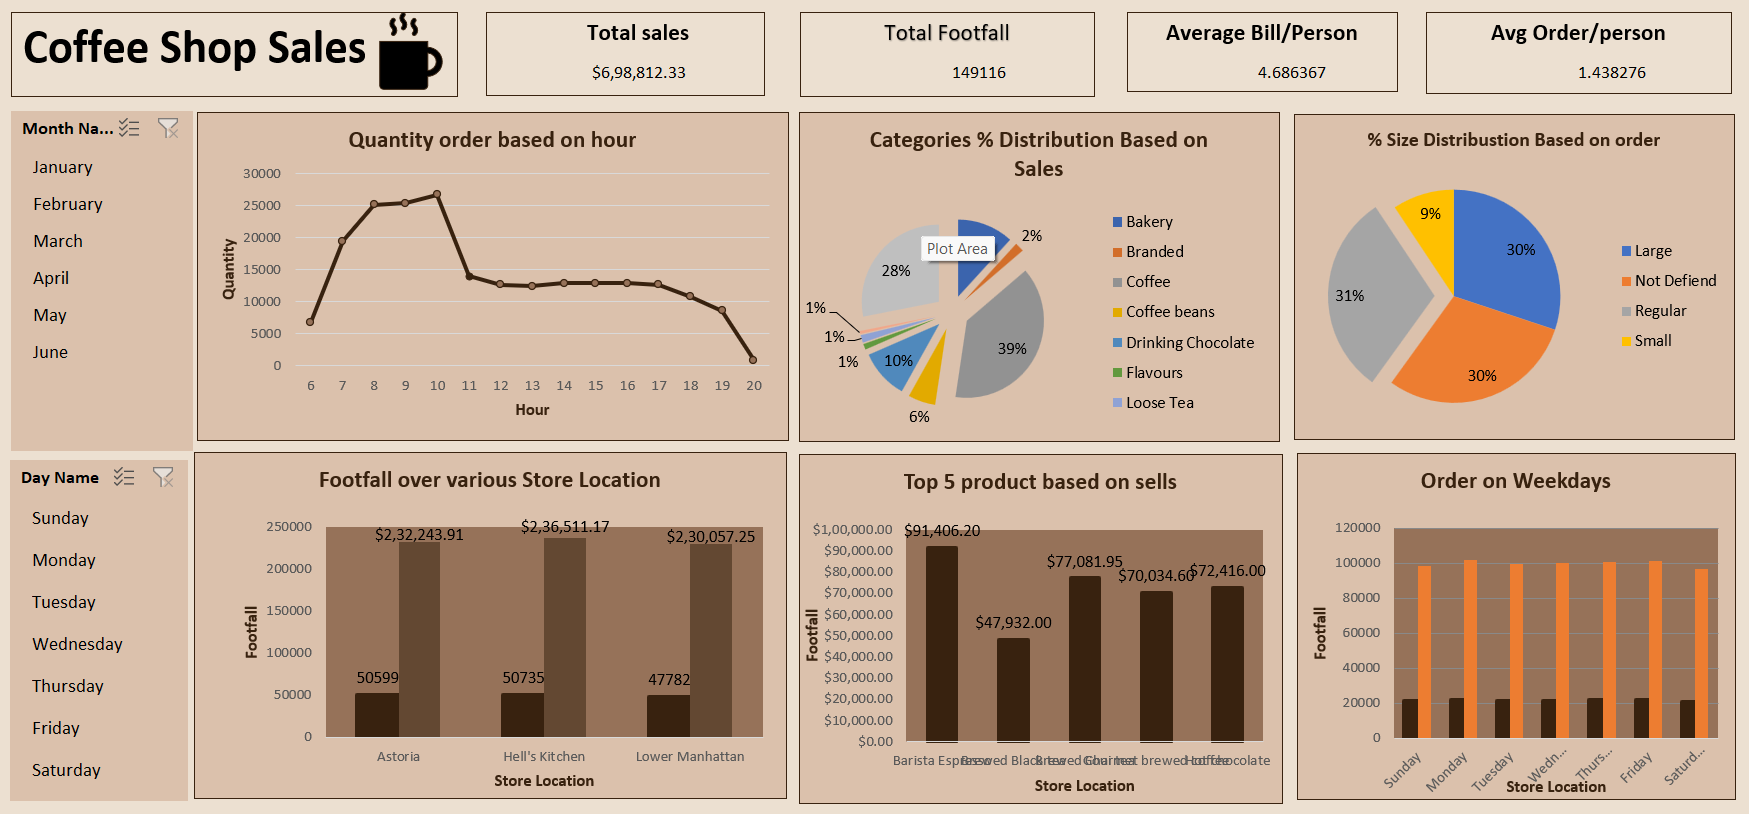 Coffee Shop Sales
Total sales
$6,98,812.33
Total Footfall
149116
Average Bill/Person
4.686367
Avg Order/person
1.438276
Month Na...
January
February
March
April
May
June
Quantity order based on hour
30000
25000
20000
15000
10000
5000
0
Quantity
6 7 8 9 10 11 12 13 14 15 16 17 18 19 20
Hour
Categories % Distribution Based on
Sales
Plot Area
2%
28%
39%
1%
1%
1%
10%
6%
Bakery
Branded
Coffee
Coffee beans
Drinking Chocolate
Flavours
Loose Tea
% Size Distribustion Based on order
9%
30%
31%
30%
Large
Not Defiend
Regular
Small
Day Name
Sunday
Monday
Tuesday
Wednesday
Thursday
Friday
Saturday
Footfall over various Store Location
250000
200000
150000
100000
50000
0
Footfall
$2,32,243.91
$2,36,511.17
$2,30,057.25
50599
50735
47782
Astoria Hell's Kitchen Lower Manhattan
Store Location
Top 5 product based on sells
$1,00,000.00
$90,000.00
$80,000.00
$70,000.00
$60,000.00
$50,000.00
$40,000.00
$30,000.00
$20,000.00
$10,000.00
$0.00
Footfall
$91,406.20
$47,932.00
$77,081.95
$70,034.60
$72,416.00
Barista Espresso Brewed Black tea Brewed Chai tea Gourmet brewed coffee Hot chocolate
Store Location
Order on Weekdays
120000
100000
80000
60000
40000
20000
0
Footfall
Sunday Monday Tuesday Wedn... Thurs... Friday Saturd...
Store Location